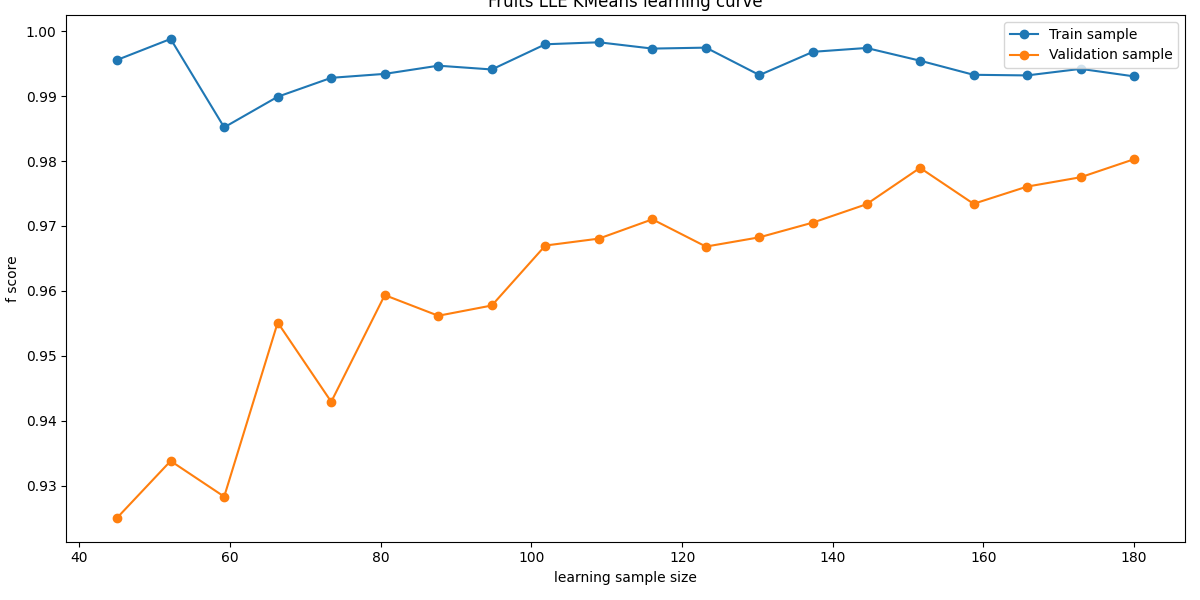 Fruits LLE KMeans learning curve
1.00
0.99
0.98
0.97
0.96
0.95
0.94
0.93
f score
Train sample
Validation sample
40 60 80 100 120 140 160 180
learning sample size